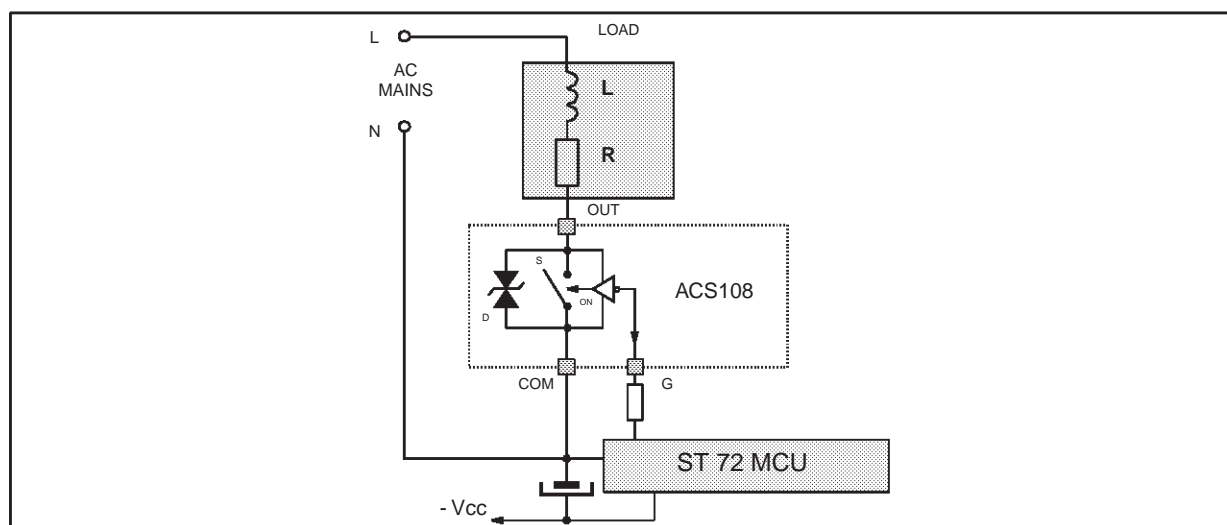 LOAD
L
AC
MAINS
N
L
R
OUT
S
ON
D
ACS108
COM
G
ST 72 MCU
- Vcc